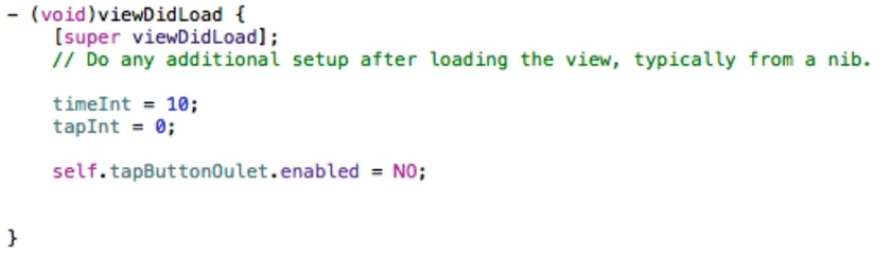 - (void)viewDidLoad {
[super viewDidLoad];
// Do any additional setup after loading the view, typically from a nib.
timeInt = 10;
tapInt = 0;
self.tapButtonOulet.enabled = NO;
}